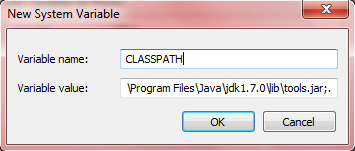 New System Variable
Variable name: CLASSPATH
Variable value: \Program Files\Java\jdk1.7.0\lib\tools.jar;.
OK Cancel